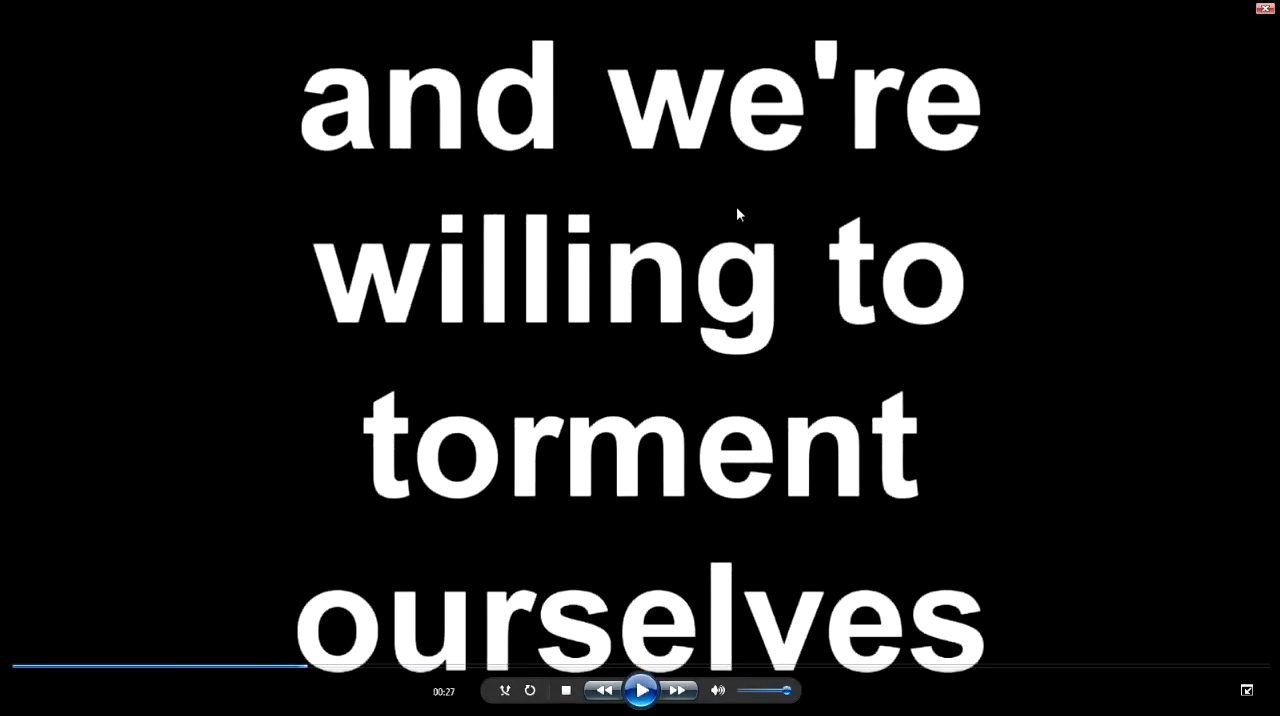 and we're
willing to
torment
ourselves
00:27